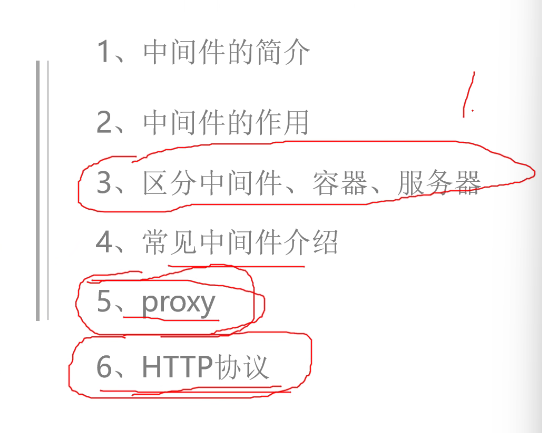 1、中间件的简介
2、中间件的作用
3、区分中间件、容器、服务器
4、常见中间件介绍
5、proxy
6、HTTP协议